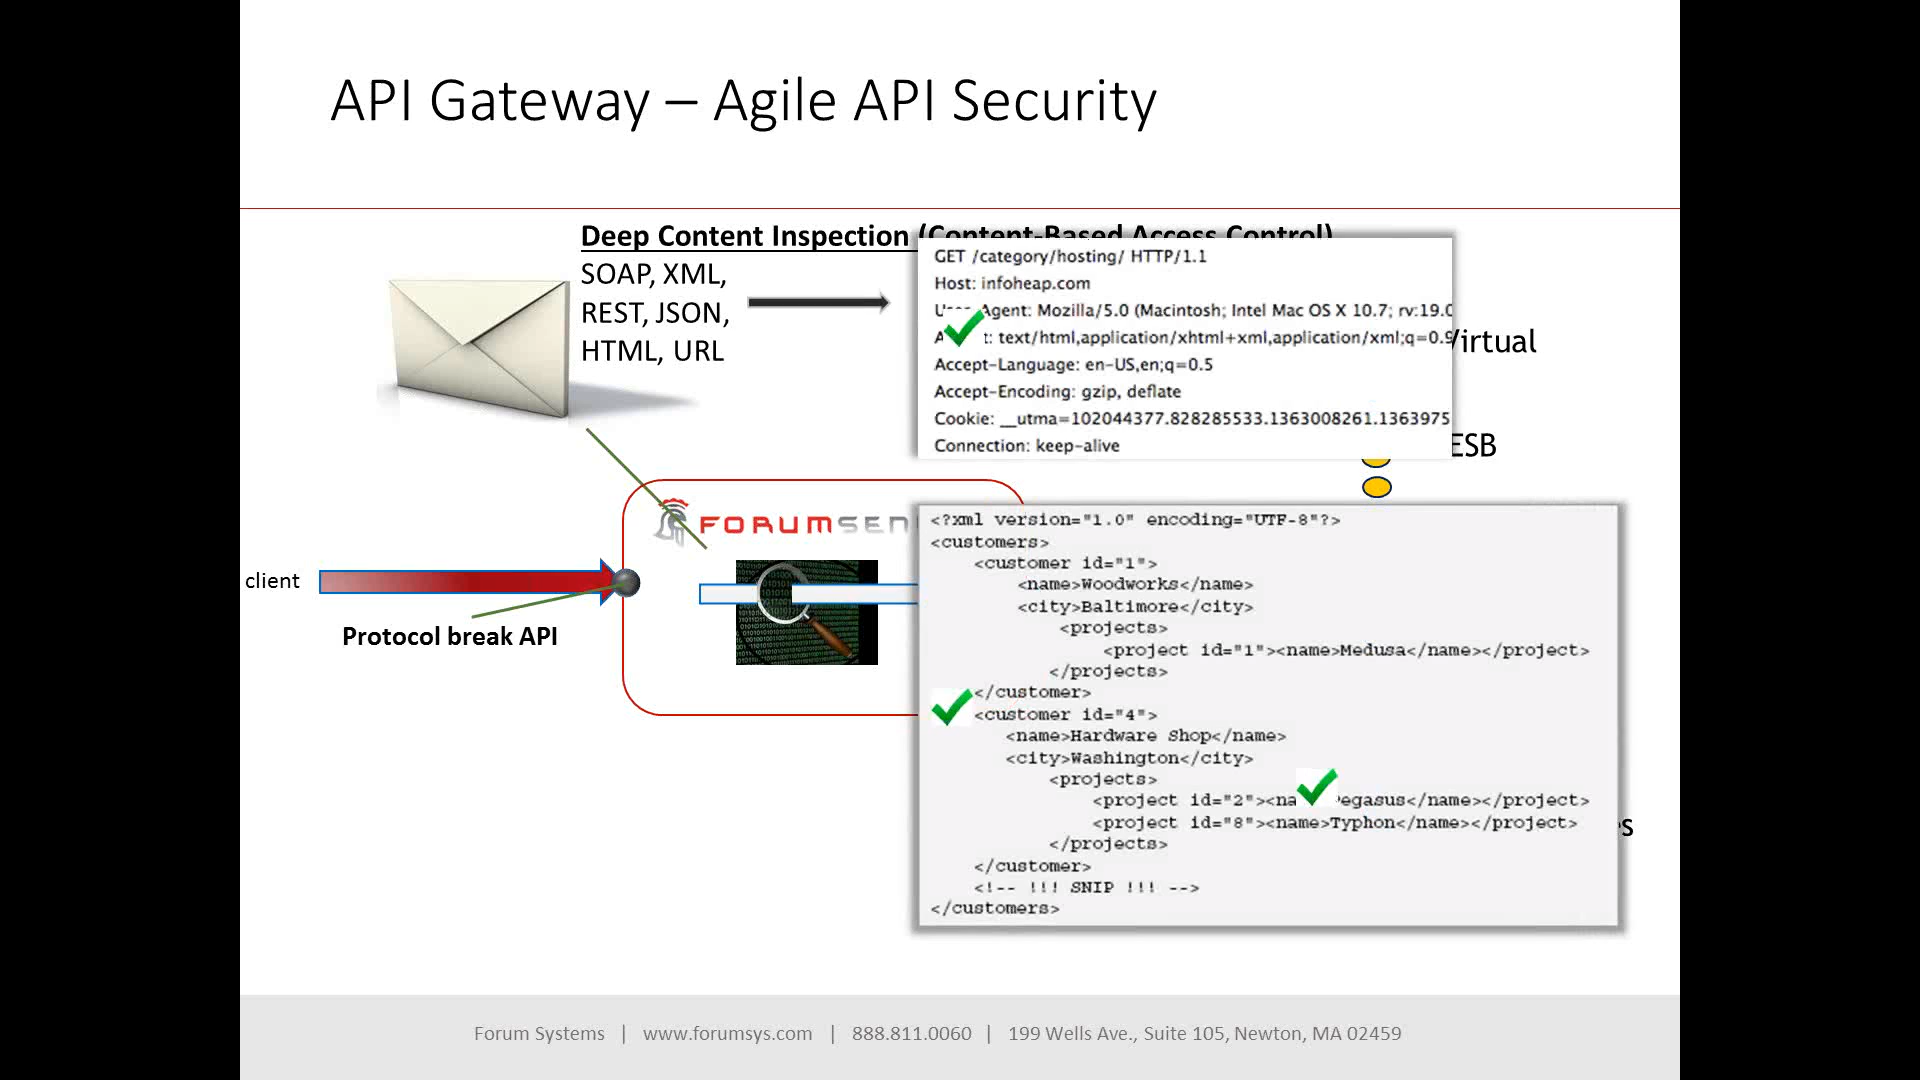 API Gateway – Agile API Security
Deep Content Inspection (Content-Based Access Control)
SOAP, XML,
REST, JSON,
HTML, URL
GET /category/hosting/ HTTP/1.1
Host: infoheap.com
Agent: Mozilla/5.0 (Macintosh; Intel Mac OS X 10.7; rv:19.0
A t: text/html,application/xhtml+xml,application/xml;q=0.9
Accept-Language: en-US,en;q=0.5
Accept-Encoding: gzip, deflate
Cookie: __utma=102044377.828285533.1363008261.1363975
Connection: keep-alive
Virtual
ESB
FORUMSEN
client
Protocol break API
<?xml version="1.0" encoding="UTF-8"?>
<customers>
<customer id="1">
<name>Woodworks</name>
<city>Baltimore</city>
<projects>
<project id="1"><name>Medusa</name></project>
</projects>
</customer>
<customer id="4">
<name>Hardware Shop</name>
<city>Washington</city>
<projects>
<project id="2"><na egasus</name></project>
<project id="8"><name>Typhon</name></project>
</projects>
</customer>
<!-- !!! SNIP !!! -->
</customers>
es
Forum Systems | www.forumsys.com | 888.811.0060 | 199 Wells Ave., Suite 105, Newton, MA 02459